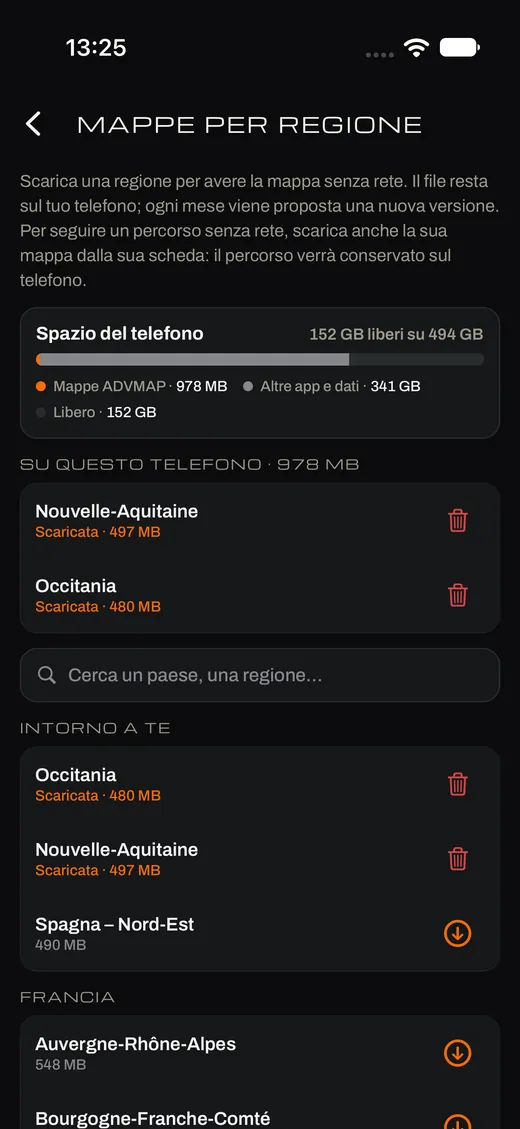 13:25
MAPPE PER REGIONE
Scarica una regione per avere la mappa senza rete. Il file resta
sul tuo telefono; ogni mese viene proposta una nuova versione.
Per seguire un percorso senza rete, scarica anche la sua
mappa dalla sua scheda: il percorso verrà conservato sul
telefono.
Spazio del telefono
152 GB liberi su 494 GB
Mappe ADVMAP · 978 MB
Altre app e dati · 341 GB
Libero · 152 GB
SU QUESTO TELEFONO · 978 MB
Nouvelle-Aquitaine
Scaricata · 497 MB
Occitania
Scaricata · 480 MB
Cerca un paese, una regione...
INTORNO A TE
Occitania
Scaricata · 480 MB
Nouvelle-Aquitaine
Scaricata · 497 MB
Spagna – Nord-Est
490 MB
FRANCIA
Auvergne-Rhône-Alpes
548 MB
Bourgogne-Franche-Comté